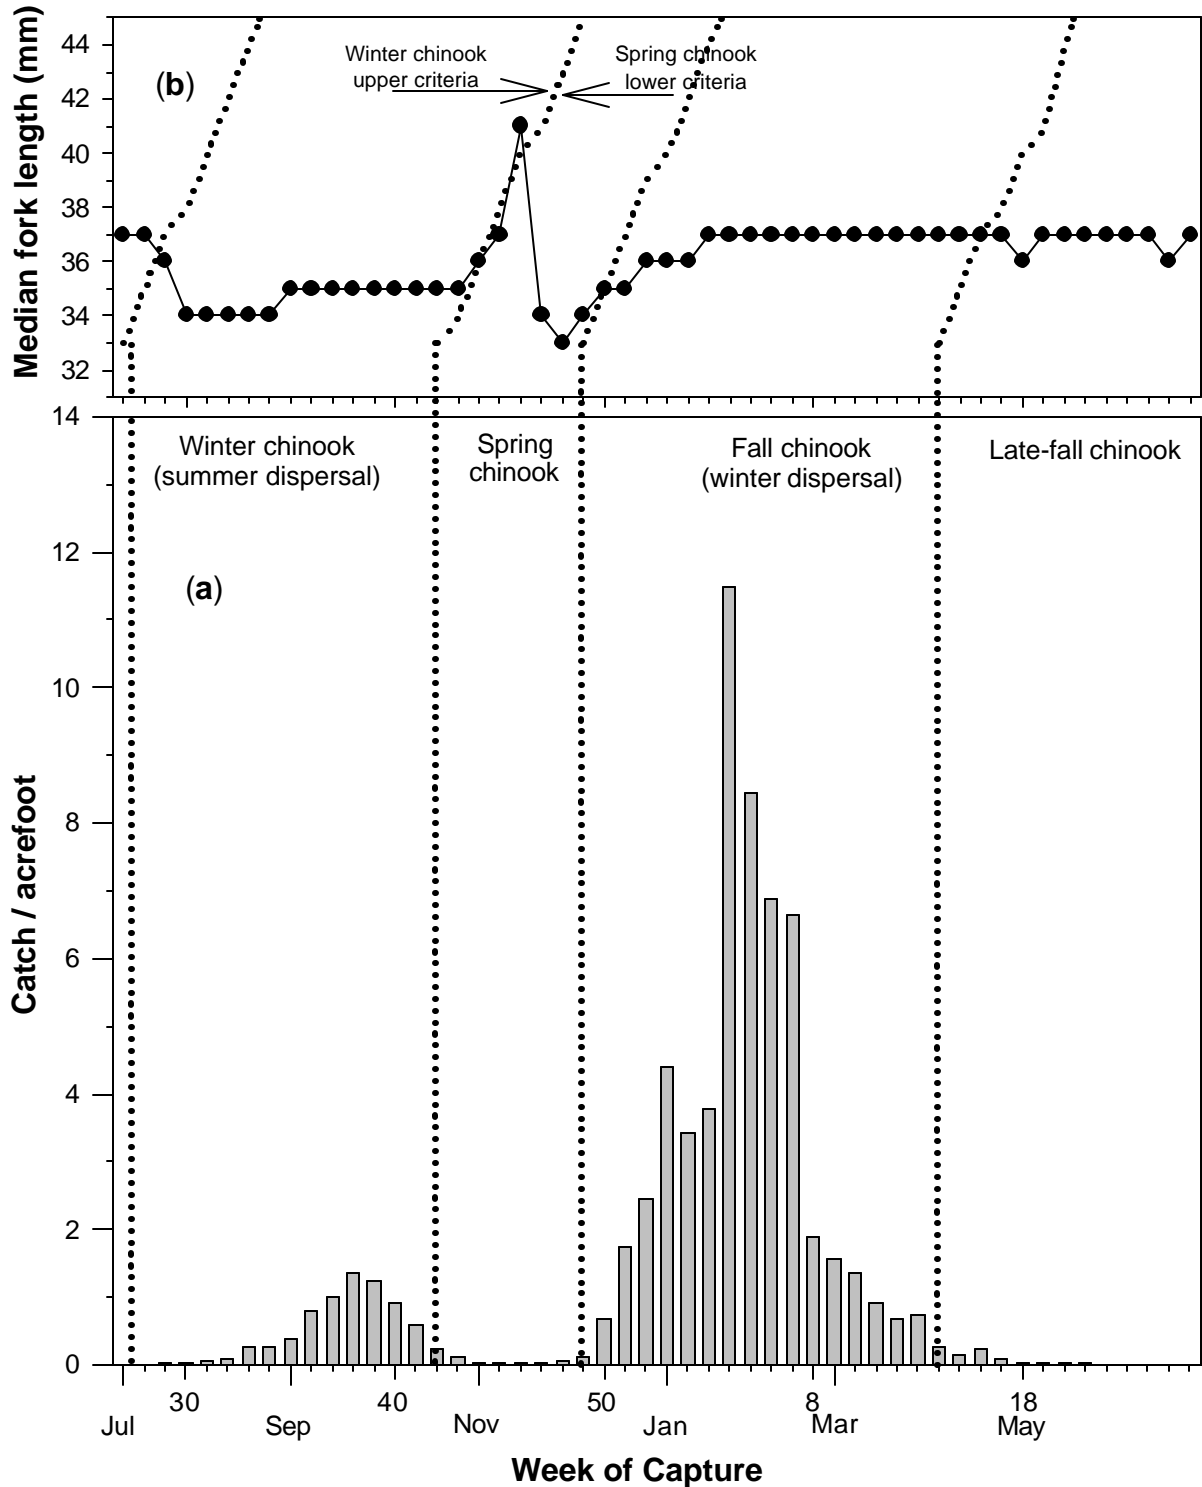 Median fork length (mm)
44
42
40
38
36
34
32
(b)
Winter chinook
upper criteria
Spring chinook
lower criteria
Catch / acrefoot
14
12
10
8
6
4
2
0
Winter chinook
(summer dispersal)
Spring
chinook
Fall chinook
(winter dispersal)
Late-fall chinook
(a)
30 40 50 8 18
Jul Sep Nov Jan Mar May
Week of Capture